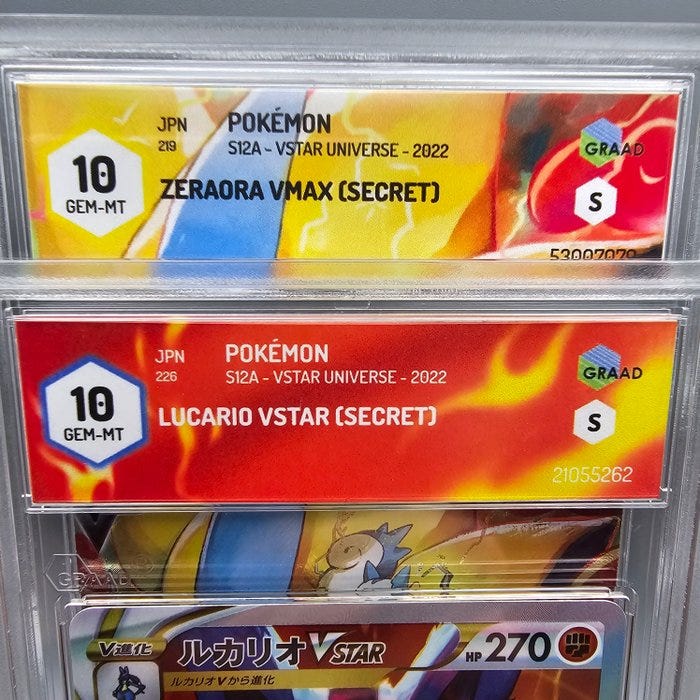 10
GEM-MT
JPN
219
POKÉMON
S12A - VSTAR UNIVERSE - 2022
ZERAORA VMAX (SECRET)
GRAAD
S
53007079
10
GEM-MT
JPN
226
POKÉMON
S12A - VSTAR UNIVERSE - 2022
LUCARIO VSTAR (SECRET)
GRAAD
S
21055262
GRAAD
V進化
ルカリオVSTAR
HP 270
ルカリオVから進化